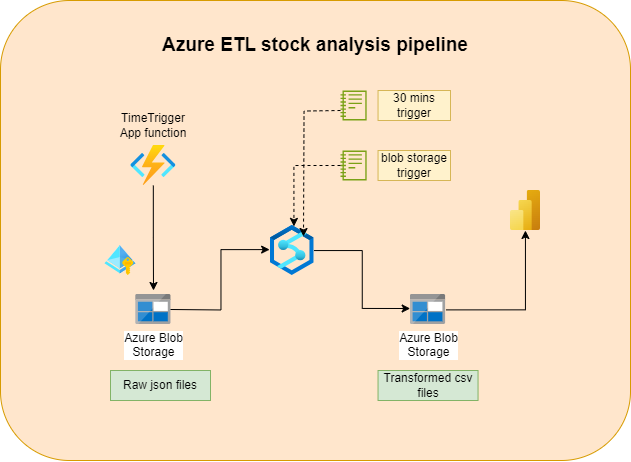 Azure ETL stock analysis pipeline
30 mins
trigger
TimeTrigger
App function
blob storage
trigger
Azure Blob
Storage
Azure Blob
Storage
Raw json files
Transformed csv
files